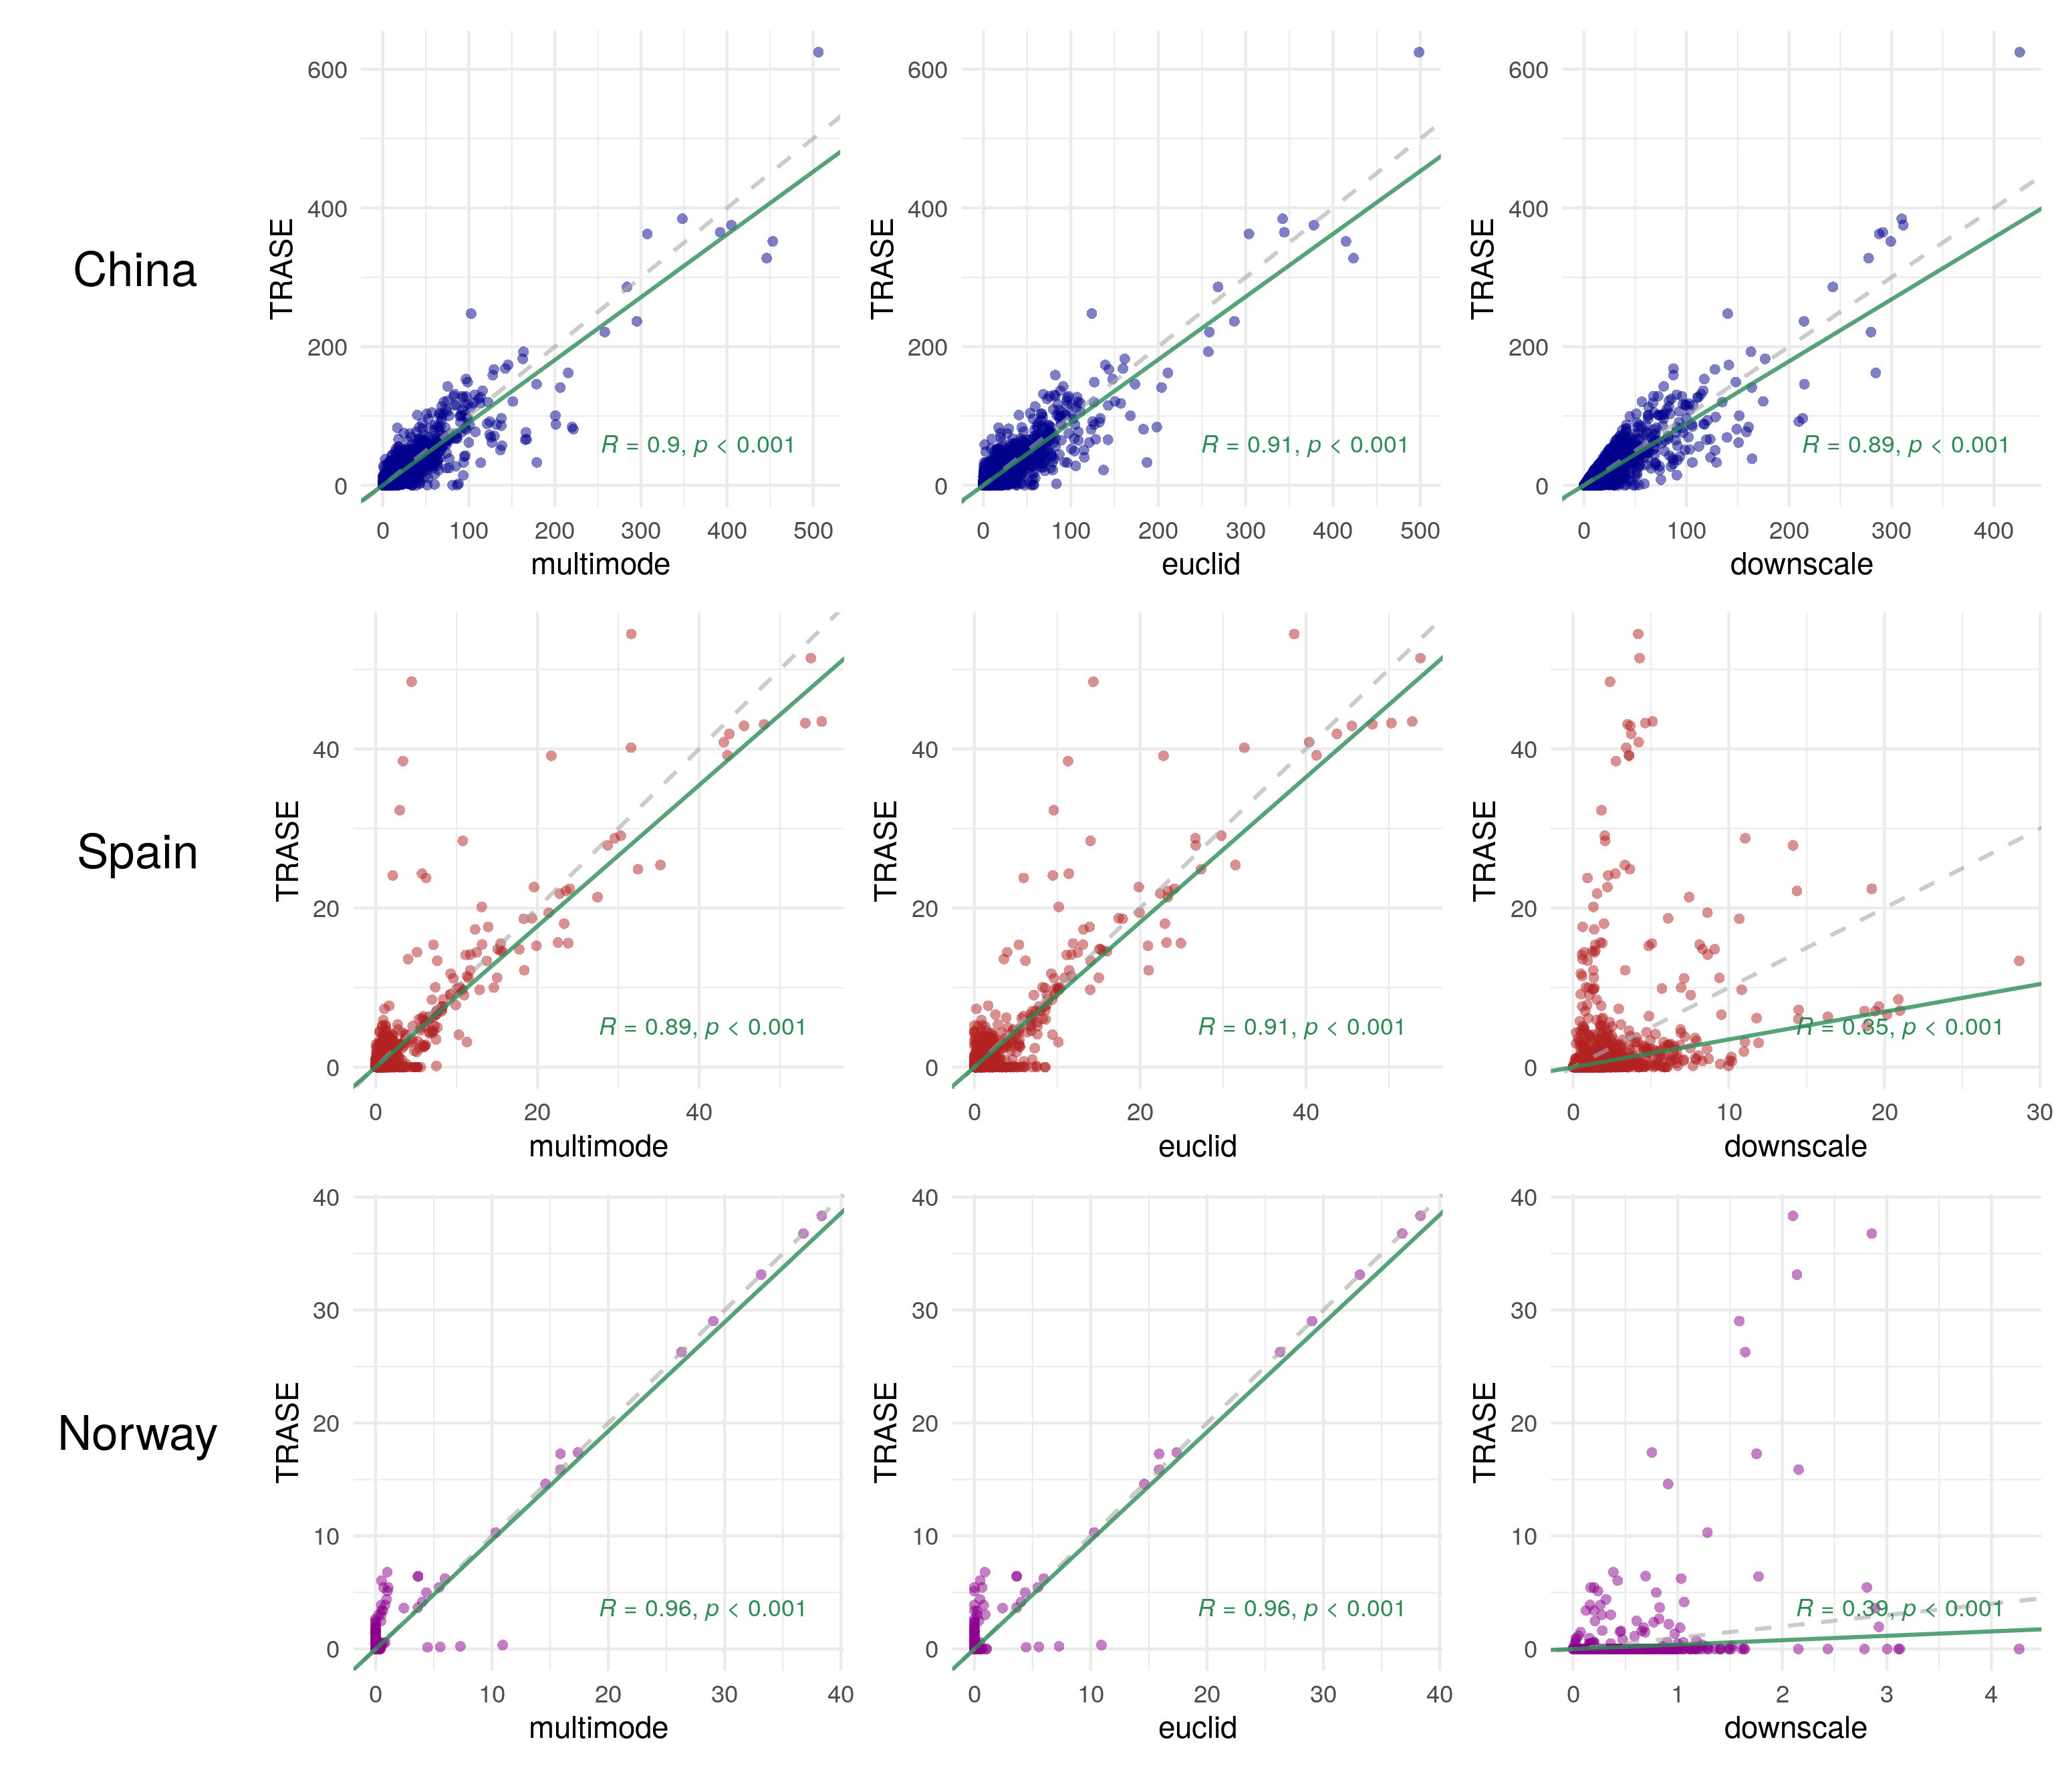 China
TRASE
600
400
200
0
R = 0.9, p < 0.001
0 100 200 300 400 500
multimode
TRASE
600
400
200
0
R = 0.91, p < 0.001
0 100 200 300 400 500
euclid
TRASE
600
400
200
0
R = 0.89, p < 0.001
0 100 200 300 400
downscale
Spain
TRASE
40
20
0
R = 0.89, p < 0.001
0 20 40
multimode
TRASE
40
20
0
R = 0.91, p < 0.001
0 20 40
euclid
TRASE
40
20
0
R = 0.35, p < 0.001
0 10 20 30
downscale
Norway
TRASE
40
30
20
10
0
R = 0.96, p < 0.001
0 10 20 30 40
multimode
TRASE
40
30
20
10
0
R = 0.96, p < 0.001
0 10 20 30 40
euclid
TRASE
40
30
20
10
0
R = 0.39, p < 0.001
0 1 2 3 4
downscale